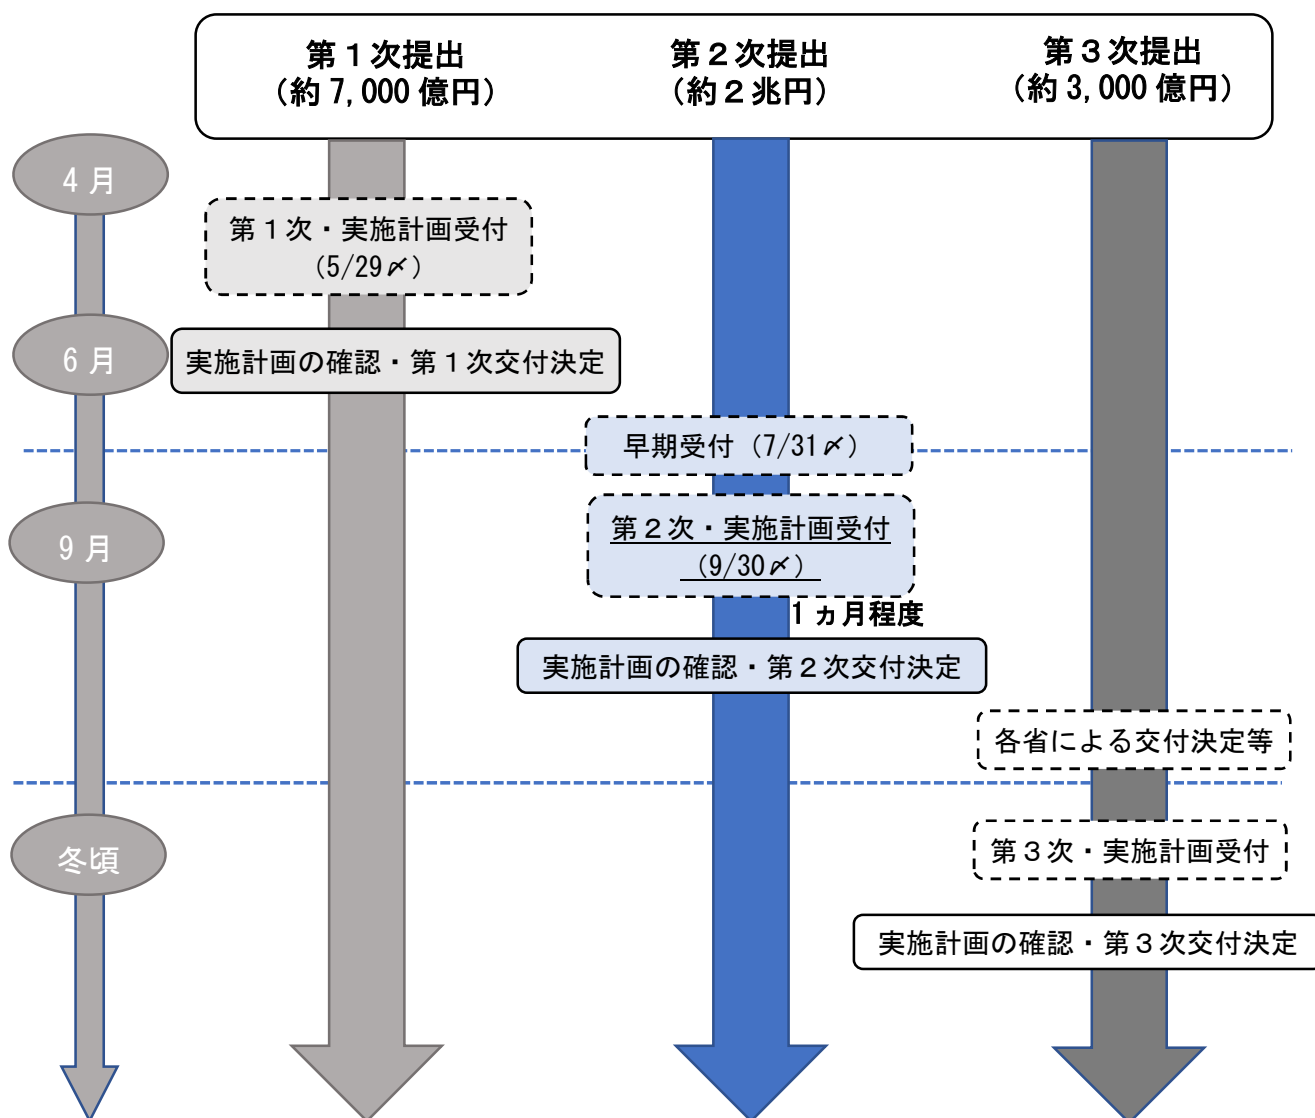 第１次提出
（約7,000億円）
第２次提出
（約２兆円）
第３次提出
（約3,000億円）
4月
第１次・実施計画受付
（5/29〆）
6月
実施計画の確認・第１次交付決定
早期受付（7/31〆）
9月
第２次・実施計画受付
（9/30〆）
1ヵ月程度
実施計画の確認・第２次交付決定
各省による交付決定等
冬頃
第３次・実施計画受付
実施計画の確認・第３次交付決定